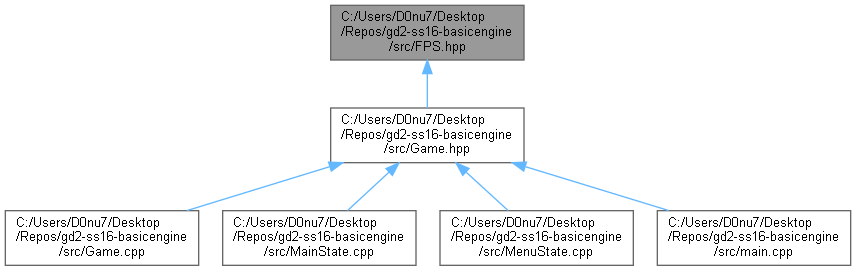 C:/Users/D0nu7/Desktop
/Repos/gd2-ss16-basicengine
/src/FPS.hpp
C:/Users/D0nu7/Desktop
/Repos/gd2-ss16-basicengine
/src/Game.hpp
C:/Users/D0nu7/Desktop
/Repos/gd2-ss16-basicengine
/src/Game.cpp
C:/Users/D0nu7/Desktop
/Repos/gd2-ss16-basicengine
/src/MainState.cpp
C:/Users/D0nu7/Desktop
/Repos/gd2-ss16-basicengine
/src/MenuState.cpp
C:/Users/D0nu7/Desktop
/Repos/gd2-ss16-basicengine
/src/main.cpp